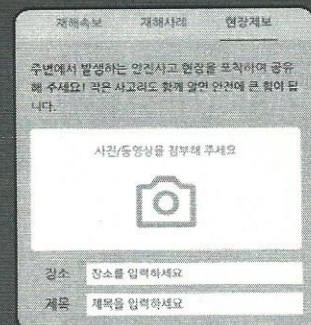 재해속보 재해사례 현장제보
주변에서 발생하는 안전사고 현장을 포착하여 공유
해 주세요! 작은 사고라도 함께 알면 안전에 큰 힘이 됩
니다.
사진/동영상을 첨부해 주세요
장소 장소를 입력하세요
제목 제목을 입력하세요